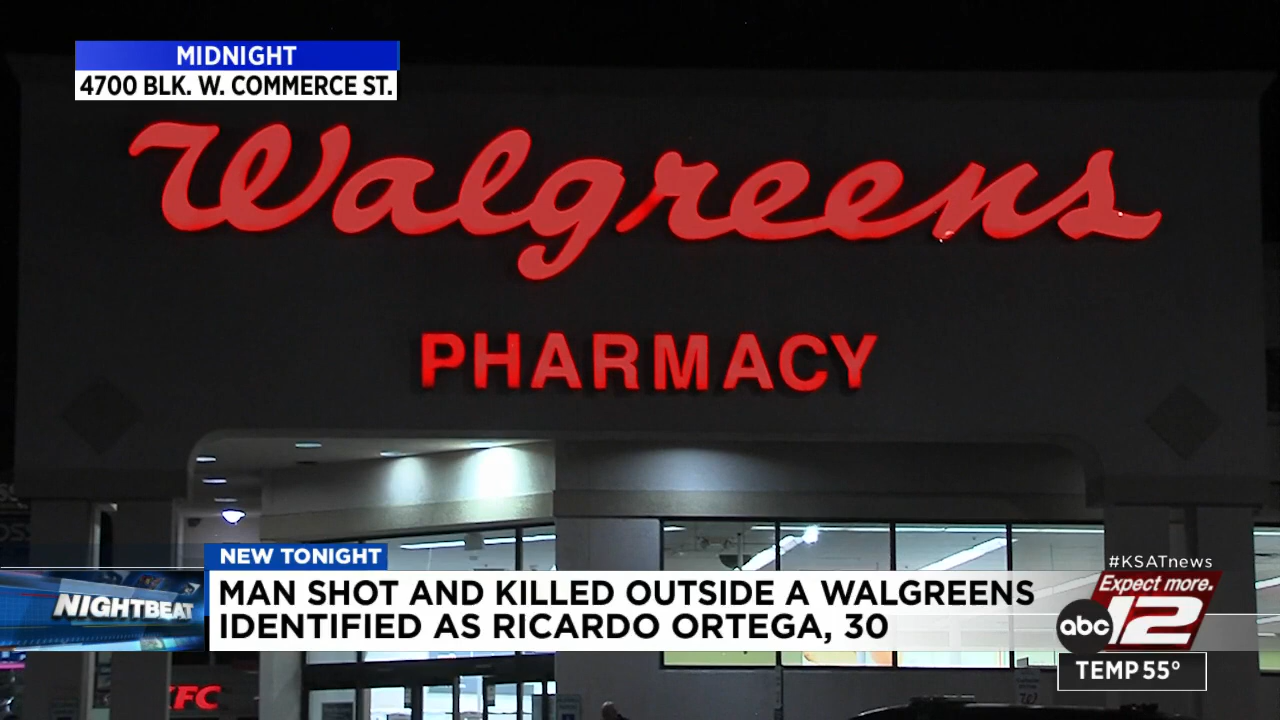 MIDNIGHT
4700 BLK. W. COMMERCE ST.
Walgreens
PHARMACY
NEW TONIGHT
#KSATnews
MAN SHOT AND KILLED OUTSIDE A WALGREENS
IDENTIFIED AS RICARDO ORTEGA, 30
NIGHTBEAT
Expect more.
abc 12
TEMP 55°
KFC